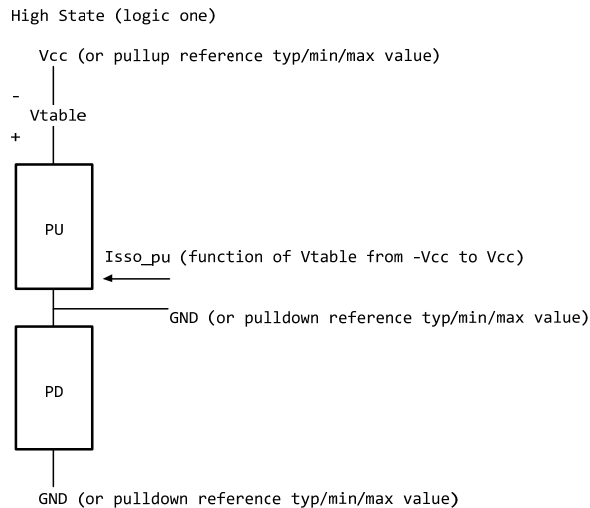 High State (logic one)
Vcc (or pullup reference typ/min/max value)
-
Vtable
+
PU
Isso_pu (function of Vtable from -Vcc to Vcc)
GND (or pulldown reference typ/min/max value)
PD
GND (or pulldown reference typ/min/max value)